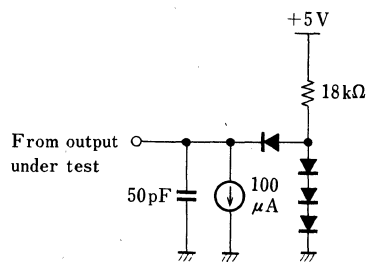 +5V
18kΩ
From output
under test
50pF
100
μA